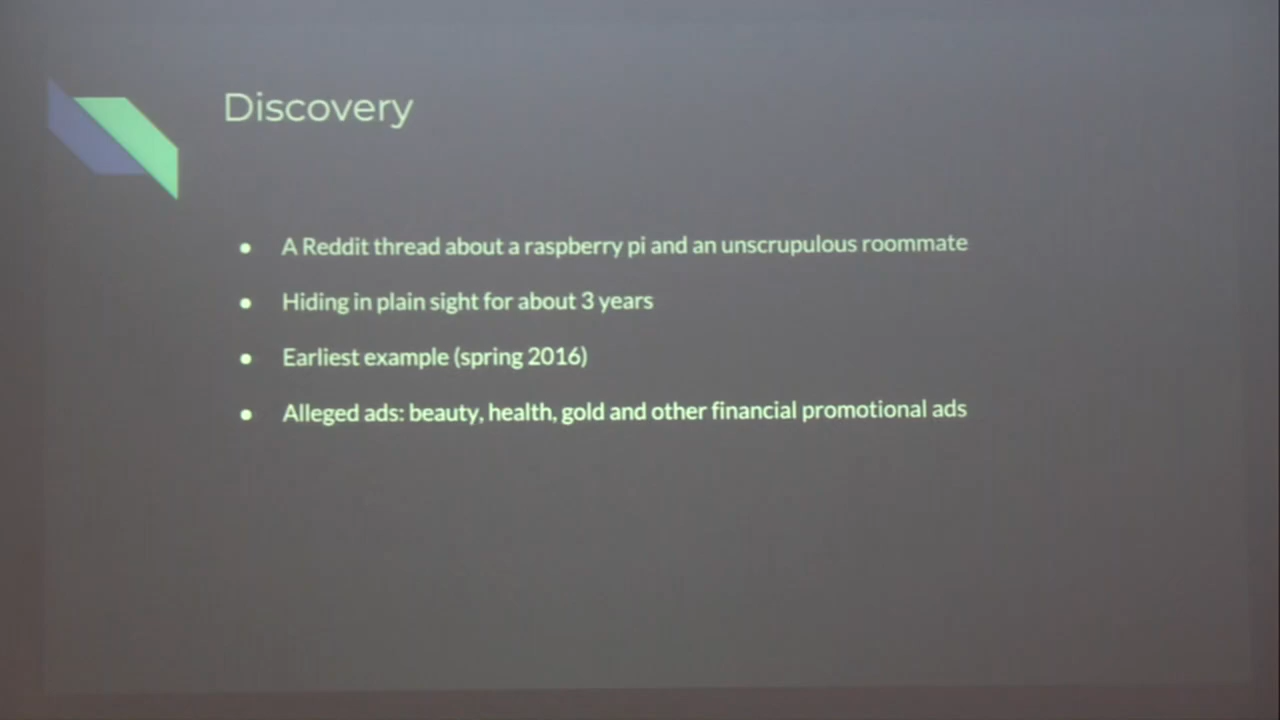 Discovery
● A Reddit thread about a raspberry pi and an unscrupulous roommate
● Hiding in plain sight for about 3 years
● Earliest example (spring 2016)
● Alleged ads: beauty, health, gold and other financial promotional ads